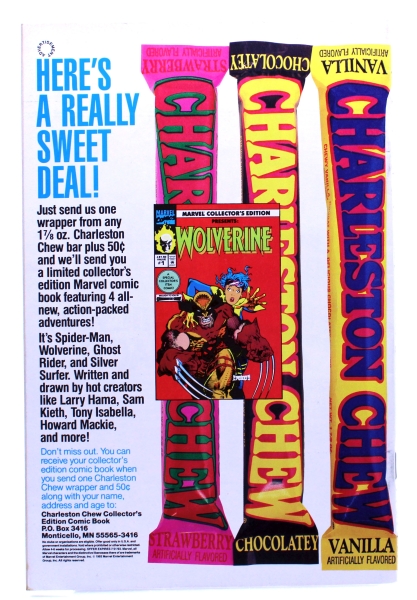 ADVERTISEMENT
HERE'S
A REALLY
SWEET
DEAL!
Just send us one
wrapper from any
1⅞ oz. Charleston
Chew bar plus 50¢
and we'll send you
a limited collector's
edition Marvel comic
book featuring 4 all-
new, action-packed
adventures!
It's Spider-Man,
Wolverine, Ghost
Rider, and Silver
Surfer. Written and
drawn by hot creators
like Larry Hama, Sam
Kieth, Tony Isabella,
Howard Mackie,
and more!
Don't miss out. You can
receive your collector's
edition comic book when
you send one Charleston
Chew wrapper and 50¢
along with your name,
address and age to:
Charleston Chew Collector's
Edition Comic Book
P.O. Box 3416
Monticello, MN 55565-3416
STRAWBERRY
ARTIFICIALLY FLAVORED
CHARLESTON CHEW
STRAWBERRY
ARTIFICIALLY FLAVORED
CHOCOLATEY
CHARLESTON CHEW
CHOCOLATEY
VANILLA
ARTIFICIALLY FLAVORED
CHARLESTON CHEW
VANILLA
ARTIFICIALLY FLAVORED
MARVEL COLLECTOR'S EDITION
PRESENTS:
WOLVERINE
MARVEL
#1